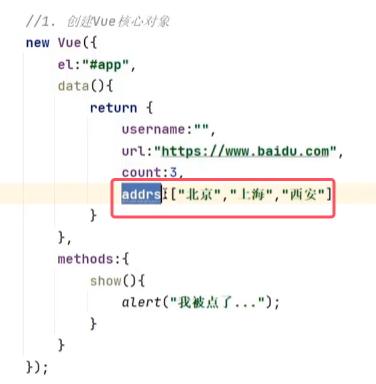 //1. 创建Vue核心对象
new Vue({
    el:"#app",
    data(){
        return {
            username:"",
            url:"https://www.baidu.com",
            count:3,
            addrs:["北京","上海","西安"]
        }
    },
    methods:{
        show(){
            alert("我被点了...");
        }
    }
});